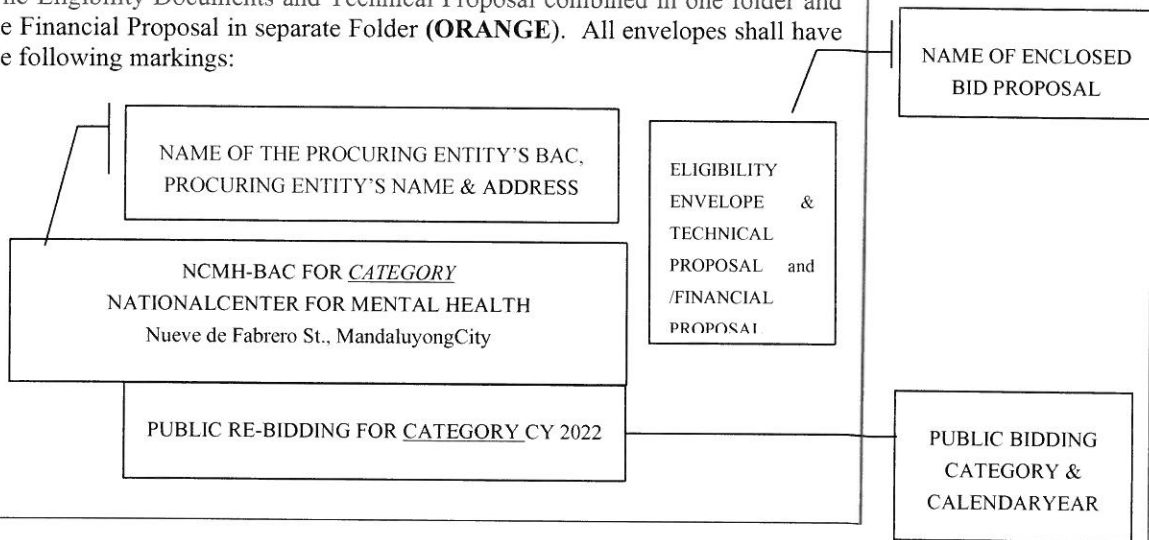 The Eligibility Documents and Technical Proposal combined in one folder and
e Financial Proposal in separate Folder (ORANGE). All envelopes shall have
e following markings:
NAME OF ENCLOSED
BID PROPOSAL
NAME OF THE PROCURING ENTITY'S BAC,
PROCURING ENTITY'S NAME & ADDRESS
ELIGIBILITY
ENVELOPE &
TECHNICAL
PROPOSAL and
/FINANCIAL
PROPOSAL
NCMH-BAC FOR CATEGORY
NATIONALCENTER FOR MENTAL HEALTH
Nueve de Fabrero St., MandaluyongCity
PUBLIC RE-BIDDING FOR CATEGORY CY 2022
PUBLIC BIDDING
CATEGORY &
CALENDARYEAR